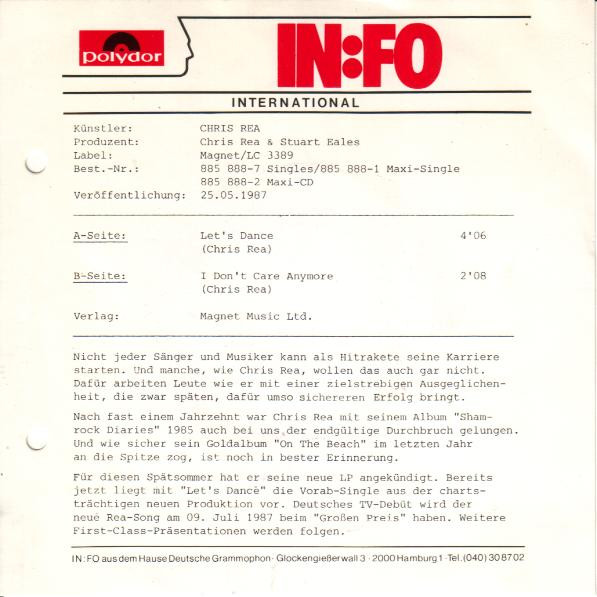 polydor
IN:FO
INTERNATIONAL
Künstler: CHRIS REA
Produzent: Chris Rea & Stuart Eales
Label: Magnet/LC 3389
Best.-Nr.: 885 888-7 Singles/885 888-1 Maxi-Single
885 888-2 Maxi-CD
Veröffentlichung: 25.05.1987
A-Seite: Let's Dance 4'06
(Chris Rea)
B-Seite: I Don't Care Anymore 2'08
(Chris Rea)
Verlag: Magnet Music Ltd.
Nicht jeder Sänger und Musiker kann als Hitrakete seine Karriere
starten. Und manche, wie Chris Rea, wollen das auch gar nicht.
Dafür arbeiten Leute wie er mit einer zielstrebigen Ausgeglichen-
heit, die zwar späten, dafür umso sichereren Erfolg bringt.
Nach fast einem Jahrzehnt war Chris Rea mit seinem Album "Sham-
rock Diaries" 1985 auch bei uns der endgültige Durchbruch gelungen.
Und wie sicher sein Goldalbum "On The Beach" im letzten Jahr
an die Spitze zog, ist noch in bester Erinnerung.
Für diesen Spätsommer hat er seine neue LP angekündigt. Bereits
jetzt liegt mit "Let's Dance" die Vorab-Single aus der charts-
trächtigen neuen Produktion vor. Deutsches TV-Debüt wird der
neue Rea-Song am 09. Juli 1987 beim "Großen Preis" haben. Weitere
First-Class-Präsentationen werden folgen.
IN:FO aus dem Hause Deutsche Grammophon · Glockengießerwall 3 · 2000 Hamburg 1 · Tel. (040) 30 87 02